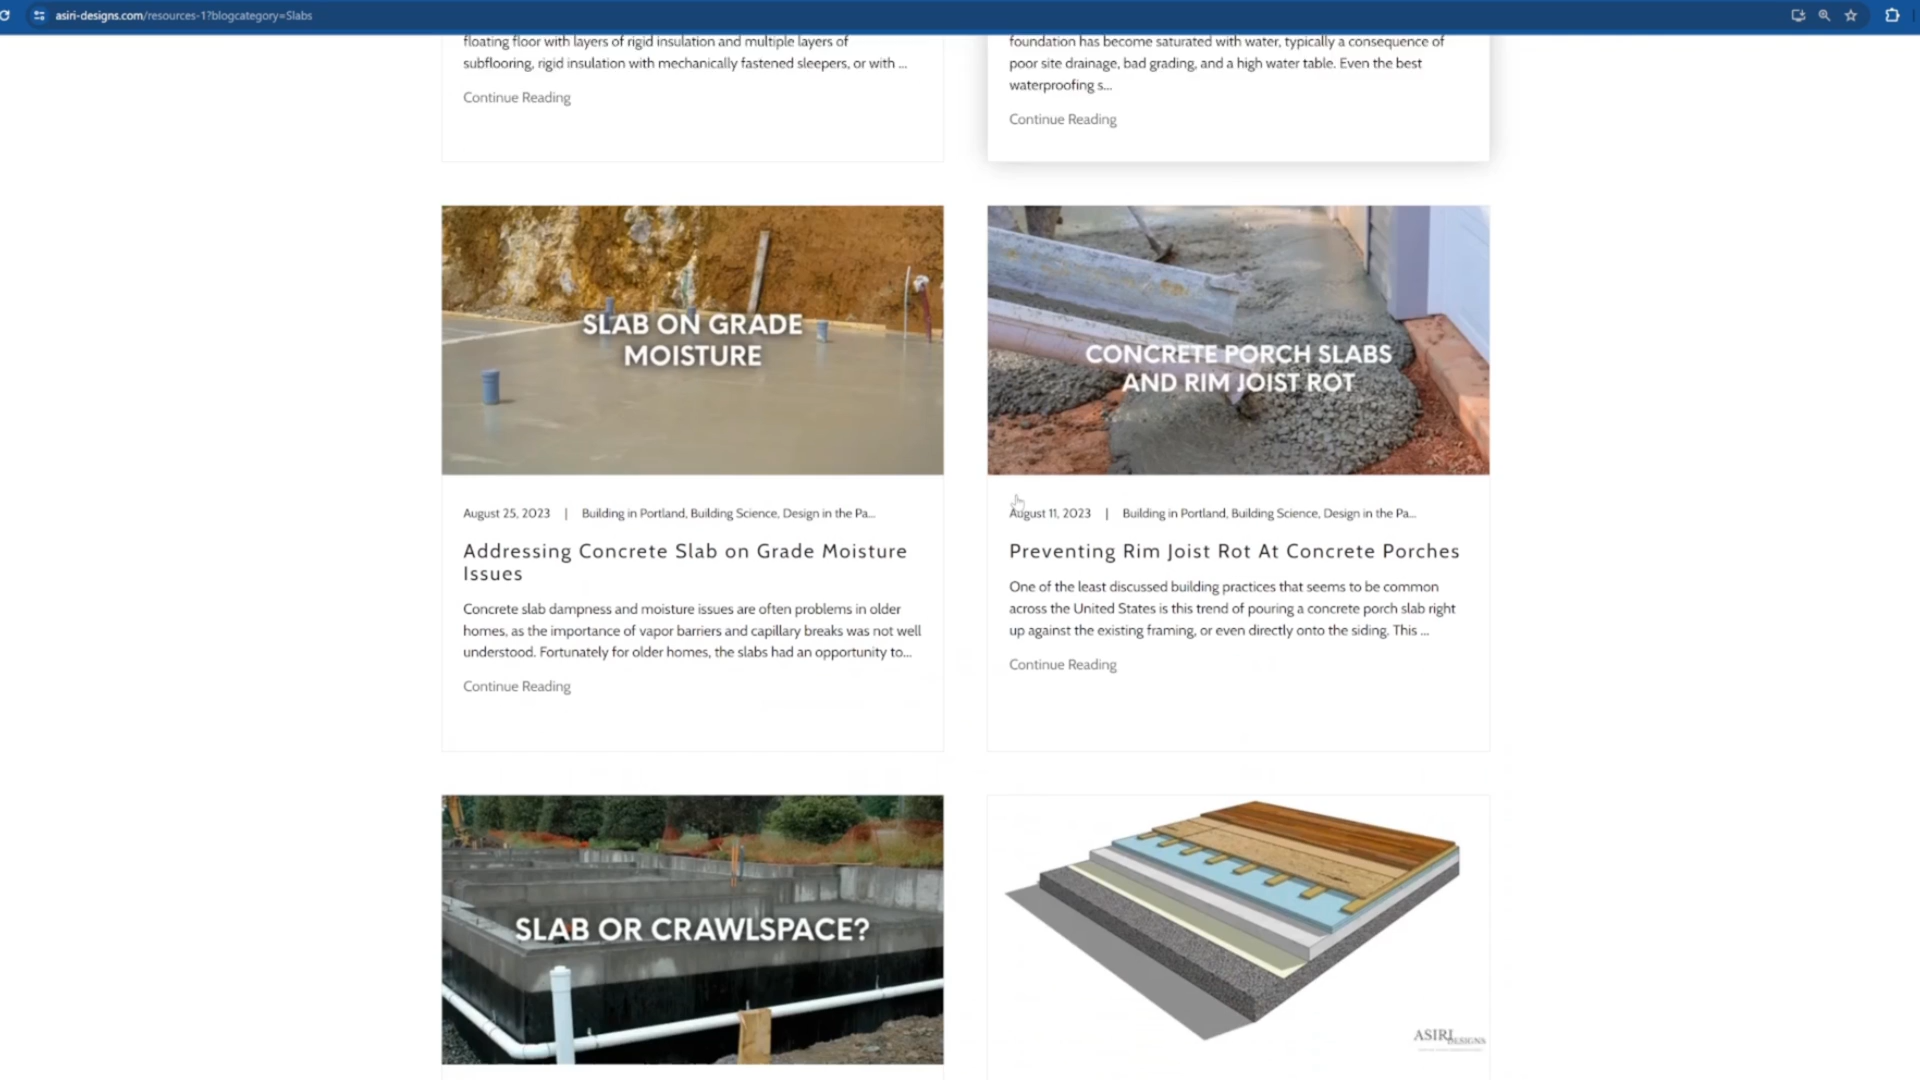 asiri-designs.com/resources-1?blogcategory=Slabs
floating floor with layers of rigid insulation and multiple layers of
subflooring, rigid insulation with mechanically fastened sleepers, or with ...
Continue Reading
foundation has become saturated with water, typically a consequence of
poor site drainage, bad grading, and a high water table. Even the best
waterproofing s...
Continue Reading
SLAB ON GRADE
MOISTURE
August 25, 2023 | Building in Portland, Building Science, Design in the Pa...
Addressing Concrete Slab on Grade Moisture
Issues
Concrete slab dampness and moisture issues are often problems in older
homes, as the importance of vapor barriers and capillary breaks was not well
understood. Fortunately for older homes, the slabs had an opportunity to...
Continue Reading
CONCRETE PORCH SLABS
AND RIM JOIST ROT
August 11, 2023 | Building in Portland, Building Science, Design in the Pa...
Preventing Rim Joist Rot At Concrete Porches
One of the least discussed building practices that seems to be common
across the United States is this trend of pouring a concrete porch slab right
up against the existing framing, or even directly onto the siding. This ...
Continue Reading
SLAB OR CRAWLSPACE?
ASIRI DESIGNS